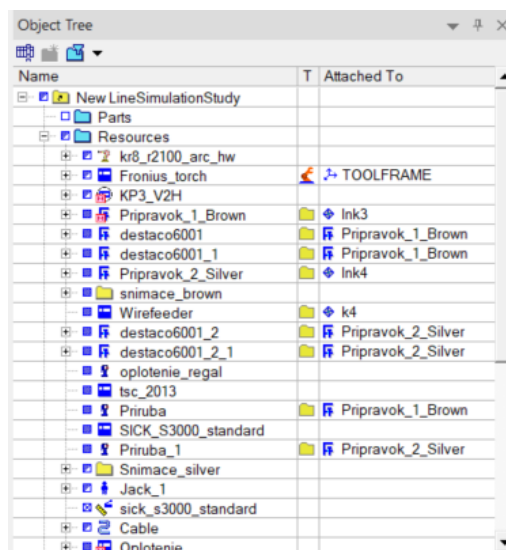 Object Tree
Name T Attached To
New LineSimulationStudy
Parts
Resources
kr8_r2100_arc_hw
Fronius_torch TOOLFRAME
KP3_V2H
Pripravok_1_Brown lnk3
destaco6001 Pripravok_1_Brown
destaco6001_1 Pripravok_1_Brown
Pripravok_2_Silver lnk4
snimace_brown
Wirefeeder k4
destaco6001_2 Pripravok_2_Silver
destaco6001_2_1 Pripravok_2_Silver
oplotenie_regal
tsc_2013
Priruba Pripravok_1_Brown
SICK_S3000_standard
Priruba_1 Pripravok_2_Silver
Snimace_silver
Jack_1
sick_s3000_standard
Cable
Oplotenie